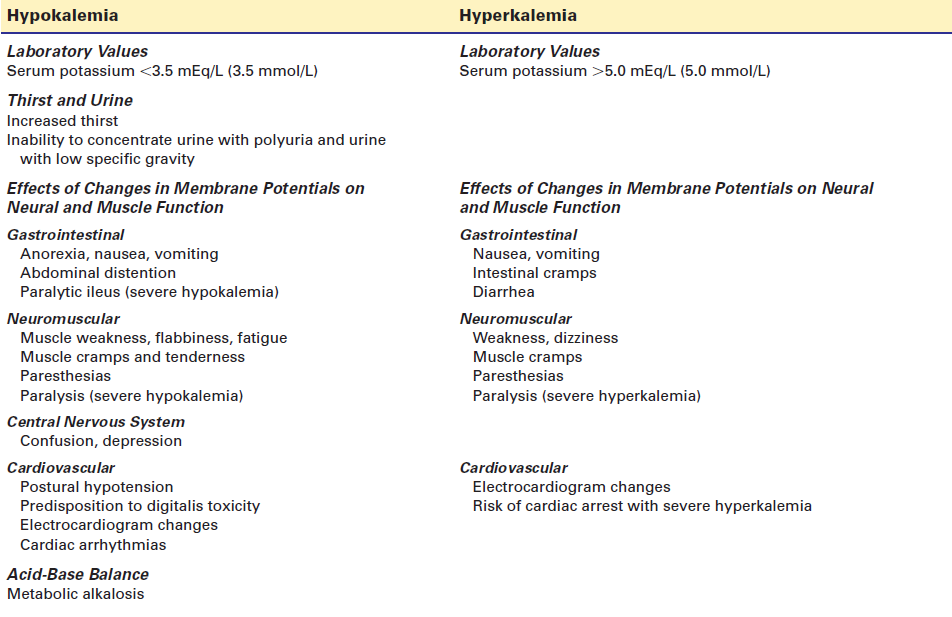 Hypokalemia
Laboratory Values
Serum potassium <3.5 mEq/L (3.5 mmol/L)
Thirst and Urine
Increased thirst
Inability to concentrate urine with polyuria and urine
with low specific gravity
Effects of Changes in Membrane Potentials on
Neural and Muscle Function
Gastrointestinal
Anorexia, nausea, vomiting
Abdominal distention
Paralytic ileus (severe hypokalemia)
Neuromuscular
Muscle weakness, flabbiness, fatigue
Muscle cramps and tenderness
Paresthesias
Paralysis (severe hypokalemia)
Central Nervous System
Confusion, depression
Cardiovascular
Postural hypotension
Predisposition to digitalis toxicity
Electrocardiogram changes
Cardiac arrhythmias
Acid-Base Balance
Metabolic alkalosis
Hyperkalemia
Laboratory Values
Serum potassium >5.0 mEq/L (5.0 mmol/L)
Effects of Changes in Membrane Potentials on Neural
and Muscle Function
Gastrointestinal
Nausea, vomiting
Intestinal cramps
Diarrhea
Neuromuscular
Weakness, dizziness
Muscle cramps
Paresthesias
Paralysis (severe hyperkalemia)
Cardiovascular
Electrocardiogram changes
Risk of cardiac arrest with severe hyperkalemia